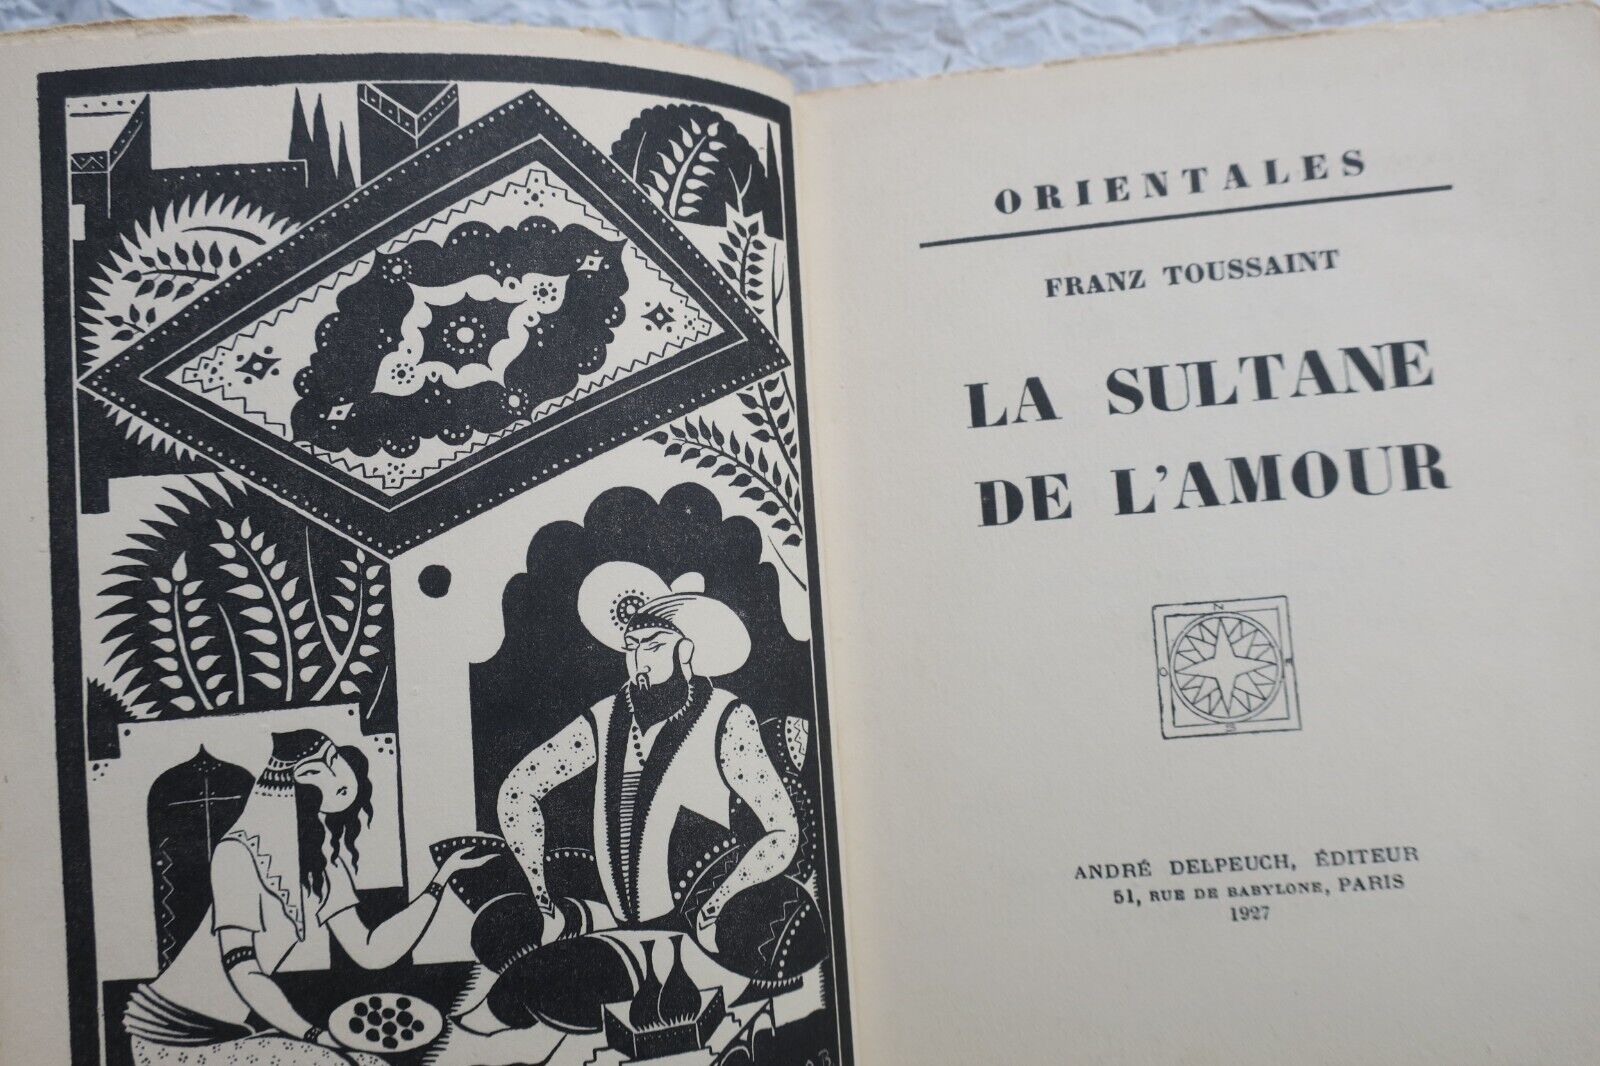 ORIENTALES
FRANZ TOUSSAINT
LA SULTANE
DE L'AMOUR
N
O
S
ANDRÉ DELPEUCH, ÉDITEUR
51, RUE DE BABYLONE, PARIS
1927